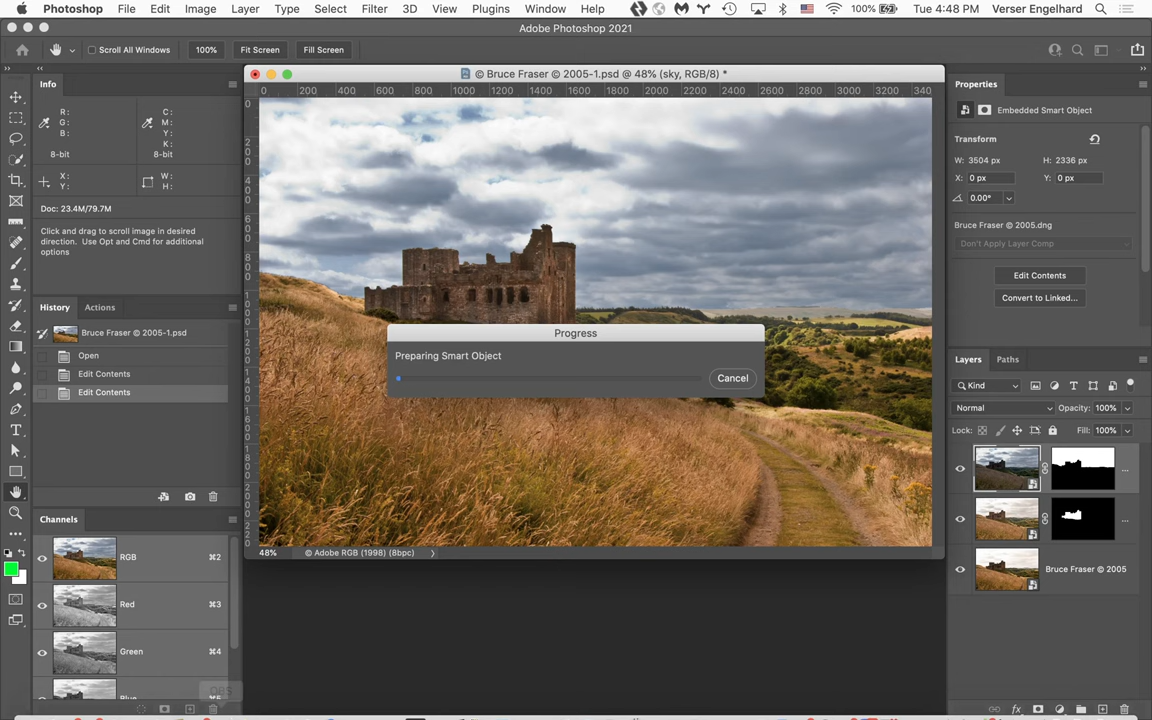 Photoshop File Edit Image Layer Type Select Filter 3D View Plugins Window Help 100% Tue 4:48 PM Verser Engelhard
Adobe Photoshop 2021
Scroll All Windows 100% Fit Screen Fill Screen
Info
R:
G:
B:
8-bit
C:
M:
Y:
K:
8-bit
X:
Y:
W:
H:
Doc: 23.4M/79.7M
Click and drag to scroll image in desired
direction. Use Opt and Cmd for additional
options
History Actions
Bruce Fraser © 2005-1.psd
Open
Edit Contents
Edit Contents
Channels
RGB ⌘2
Red ⌘3
Green ⌘4
Blue ⌘5
© Bruce Fraser © 2005-1.psd @ 48% (sky, RGB/8) *
0 200 400 600 800 1000 1200 1400 1600 1800 2000 2200 2400 2600 2800 3000 3200 340
Progress
Preparing Smart Object
Cancel
48% © Adobe RGB (1998) (8bpc)
Properties
Embedded Smart Object
Transform
W: 3504 px H: 2336 px
X: 0 px Y: 0 px
0.00°
Bruce Fraser © 2005.dng
Don't Apply Layer Comp
Edit Contents
Convert to Linked...
Layers Paths
Kind
Normal Opacity: 100%
Lock: Fill: 100%
...
...
Bruce Fraser © 2005
fx